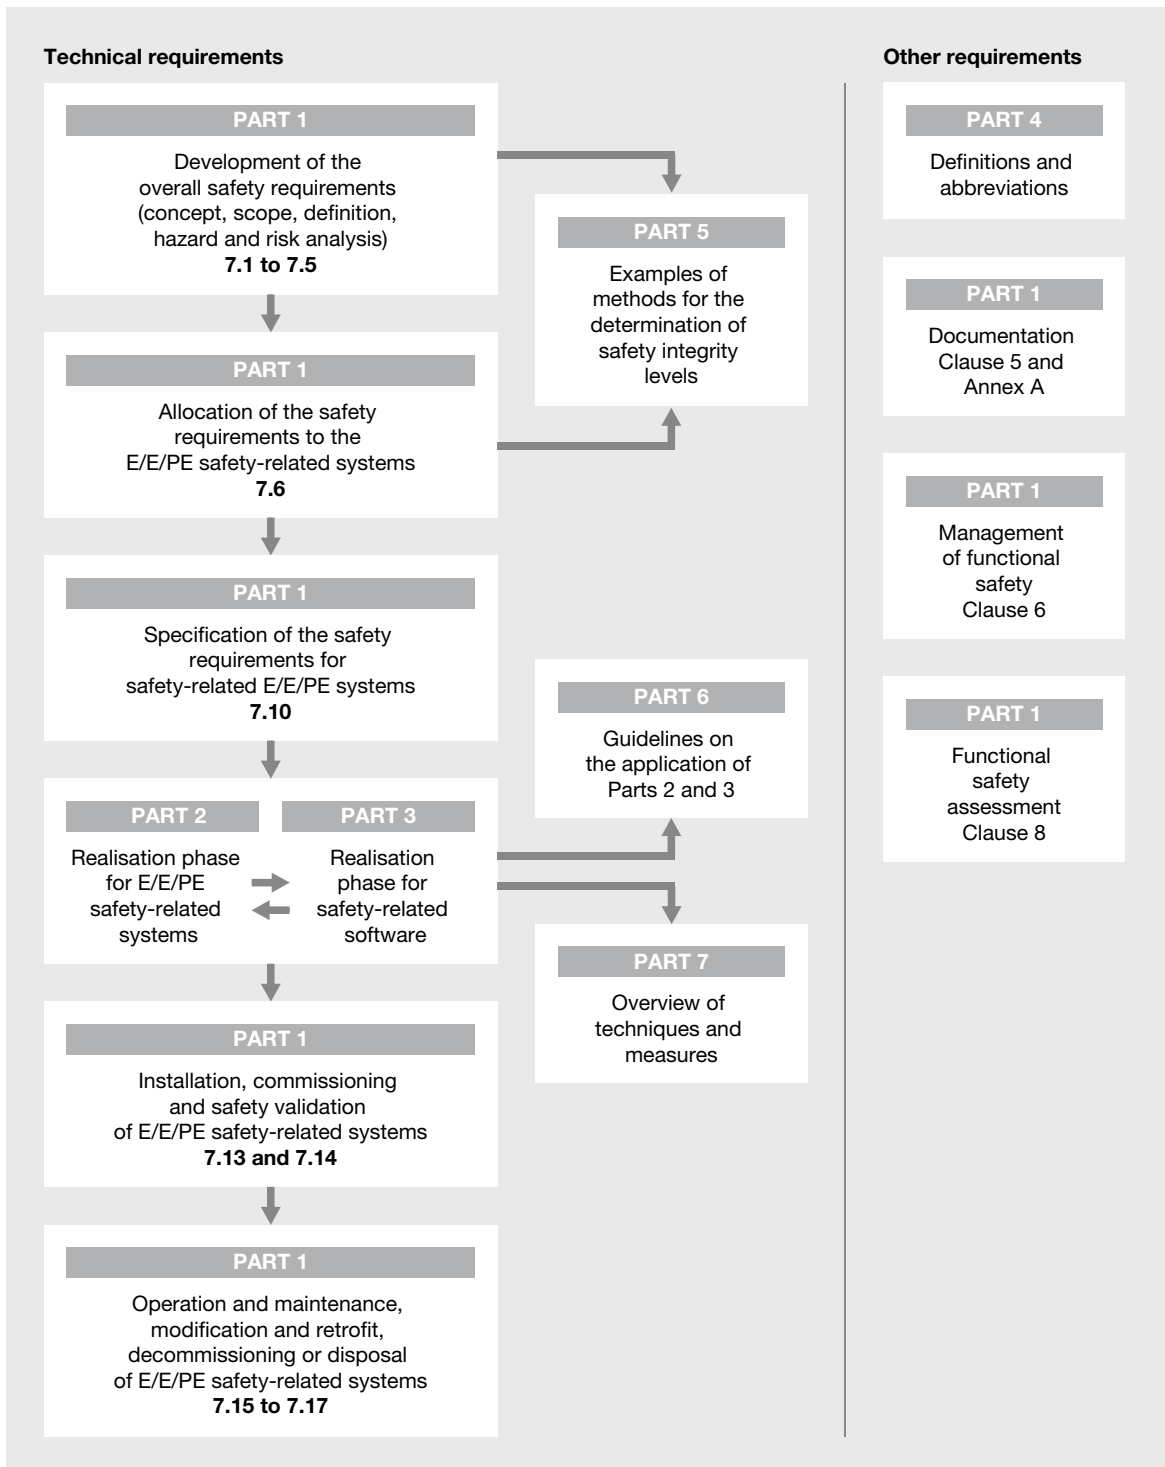 Technical requirements
PART 1
Development of the
overall safety requirements
(concept, scope, definition,
hazard and risk analysis)
7.1 to 7.5
PART 1
Allocation of the safety
requirements to the
E/E/PE safety-related systems
7.6
PART 1
Specification of the safety
requirements for
safety-related E/E/PE systems
7.10
PART 2
Realisation phase
for E/E/PE
safety-related
systems
PART 3
Realisation
phase for
safety-related
software
PART 1
Installation, commissioning
and safety validation
of E/E/PE safety-related systems
7.13 and 7.14
PART 1
Operation and maintenance,
modification and retrofit,
decommissioning or disposal
of E/E/PE safety-related systems
7.15 to 7.17
PART 5
Examples of
methods for the
determination of
safety integrity
levels
PART 6
Guidelines on
the application of
Parts 2 and 3
PART 7
Overview of
techniques and
measures
Other requirements
PART 4
Definitions and
abbreviations
PART 1
Documentation
Clause 5 and
Annex A
PART 1
Management
of functional
safety
Clause 6
PART 1
Functional
safety
assessment
Clause 8